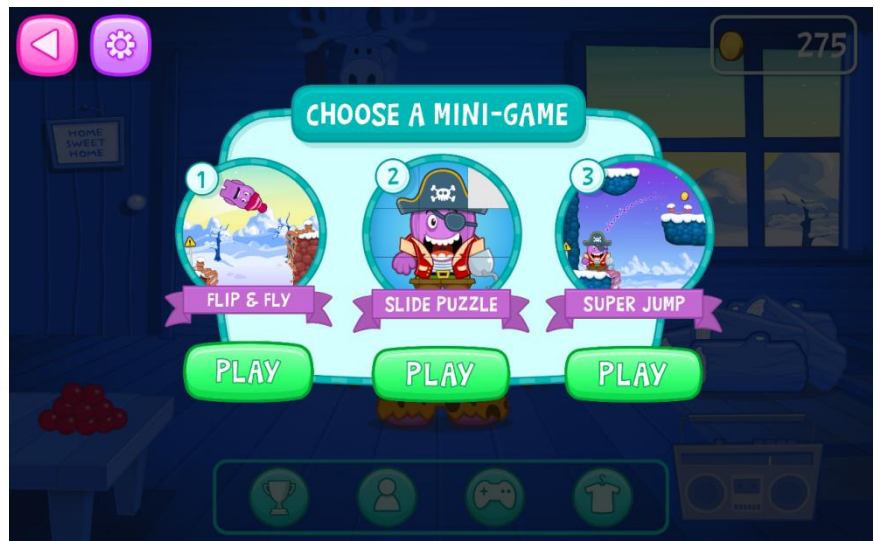 275
CHOOSE A MINI-GAME
HOME
SWEET
HOME
1
2
3
FLIP & FLY
SLIDE PUZZLE
SUPER JUMP
PLAY
PLAY
PLAY